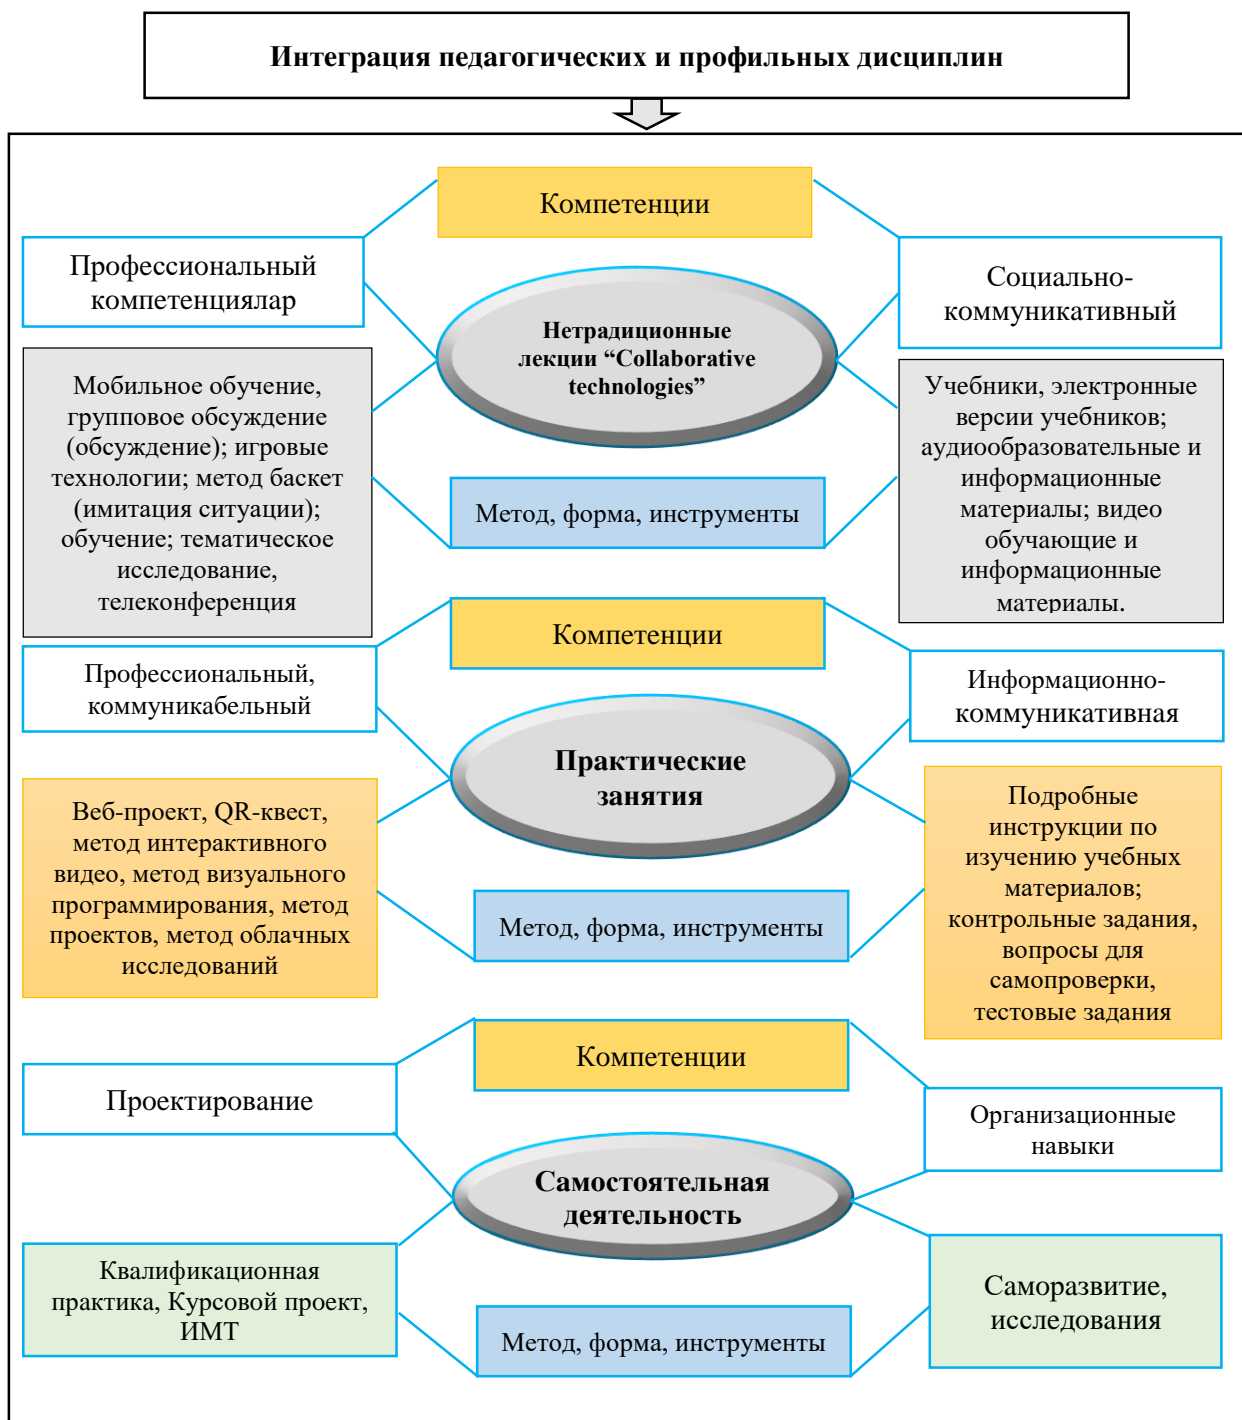 Интеграция педагогических и профильных дисциплин
Компетенции
Профессиональный
компетенциялар
Социально-
коммуникативный
Нетрадиционные
лекции “Collaborative
technologies”
Мобильное обучение,
групповое обсуждение
(обсуждение); игровые
технологии; метод баскет
(имитация ситуации);
обучение; тематическое
исследование,
телеконференция
Учебники, электронные
версии учебников;
аудиообразовательные и
информационные
материалы; видео
обучающие и
информационные
материалы.
Метод, форма, инструменты
Компетенции
Профессиональный,
коммуникабельный
Информационно-
коммуникативная
Практические
занятия
Веб-проект, QR-квест,
метод интерактивного
видео, метод визуального
программирования, метод
проектов, метод облачных
исследований
Подробные
инструкции по
изучению учебных
материалов;
контрольные задания,
вопросы для
самопроверки,
тестовые задания
Метод, форма, инструменты
Компетенции
Проектирование
Организационные
навыки
Самостоятельная
деятельность
Квалификационная
практика, Курсовой проект,
ИМТ
Саморазвитие,
исследования
Метод, форма, инструменты